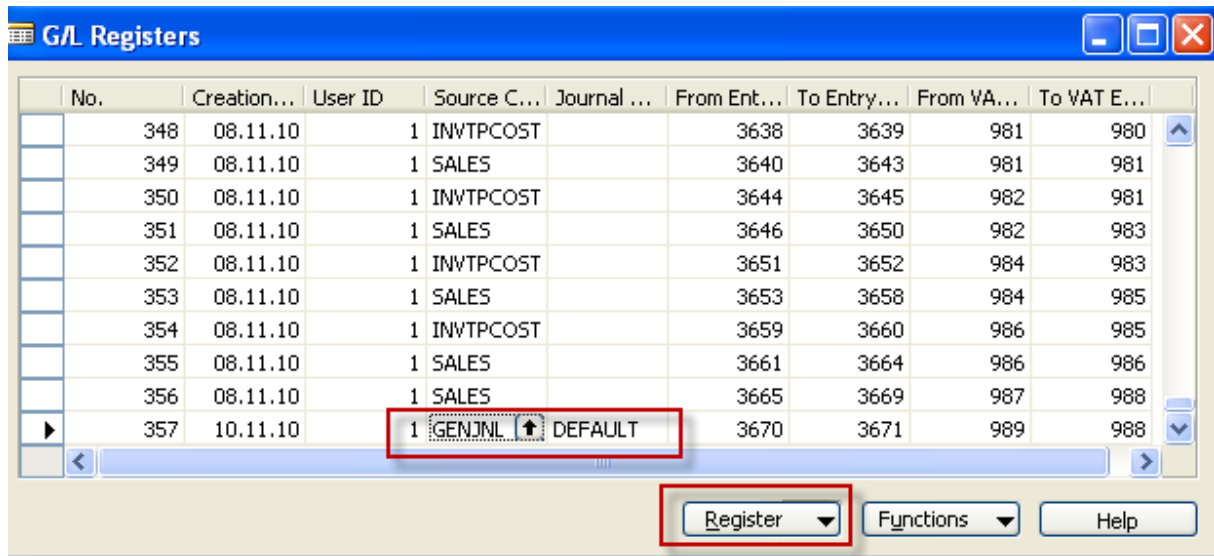 G/L Registers
No. Creation... User ID Source C... Journal ... From Ent... To Entry... From VA... To VAT E...
348 08.11.10 1 INVTPCOST 3638 3639 981 980
349 08.11.10 1 SALES 3640 3643 981 981
350 08.11.10 1 INVTPCOST 3644 3645 982 981
351 08.11.10 1 SALES 3646 3650 982 983
352 08.11.10 1 INVTPCOST 3651 3652 984 983
353 08.11.10 1 SALES 3653 3658 984 985
354 08.11.10 1 INVTPCOST 3659 3660 986 985
355 08.11.10 1 SALES 3661 3664 986 986
356 08.11.10 1 SALES 3665 3669 987 988
357 10.11.10 1 GENJNL DEFAULT 3670 3671 989 988
Register Functions Help